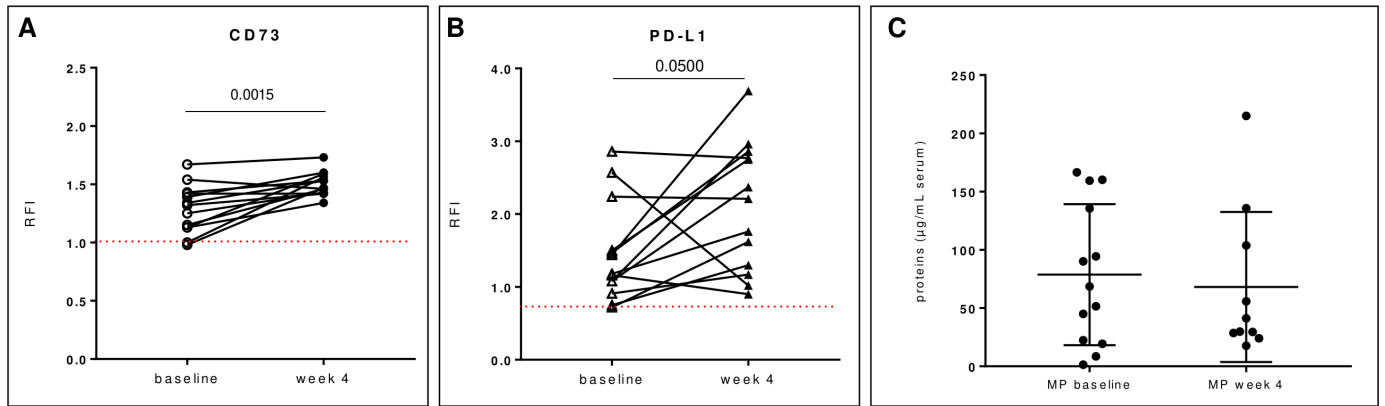 A
CD73
0.0015
RFI
2.5
2.0
1.5
1.0
0.5
0.0
baseline
week 4
B
PD-L1
0.0500
RFI
4.0
3.0
2.0
1.0
0.0
baseline
week 4
C
proteins (µg/mL serum)
250
200
150
100
50
0
MP baseline
MP week 4